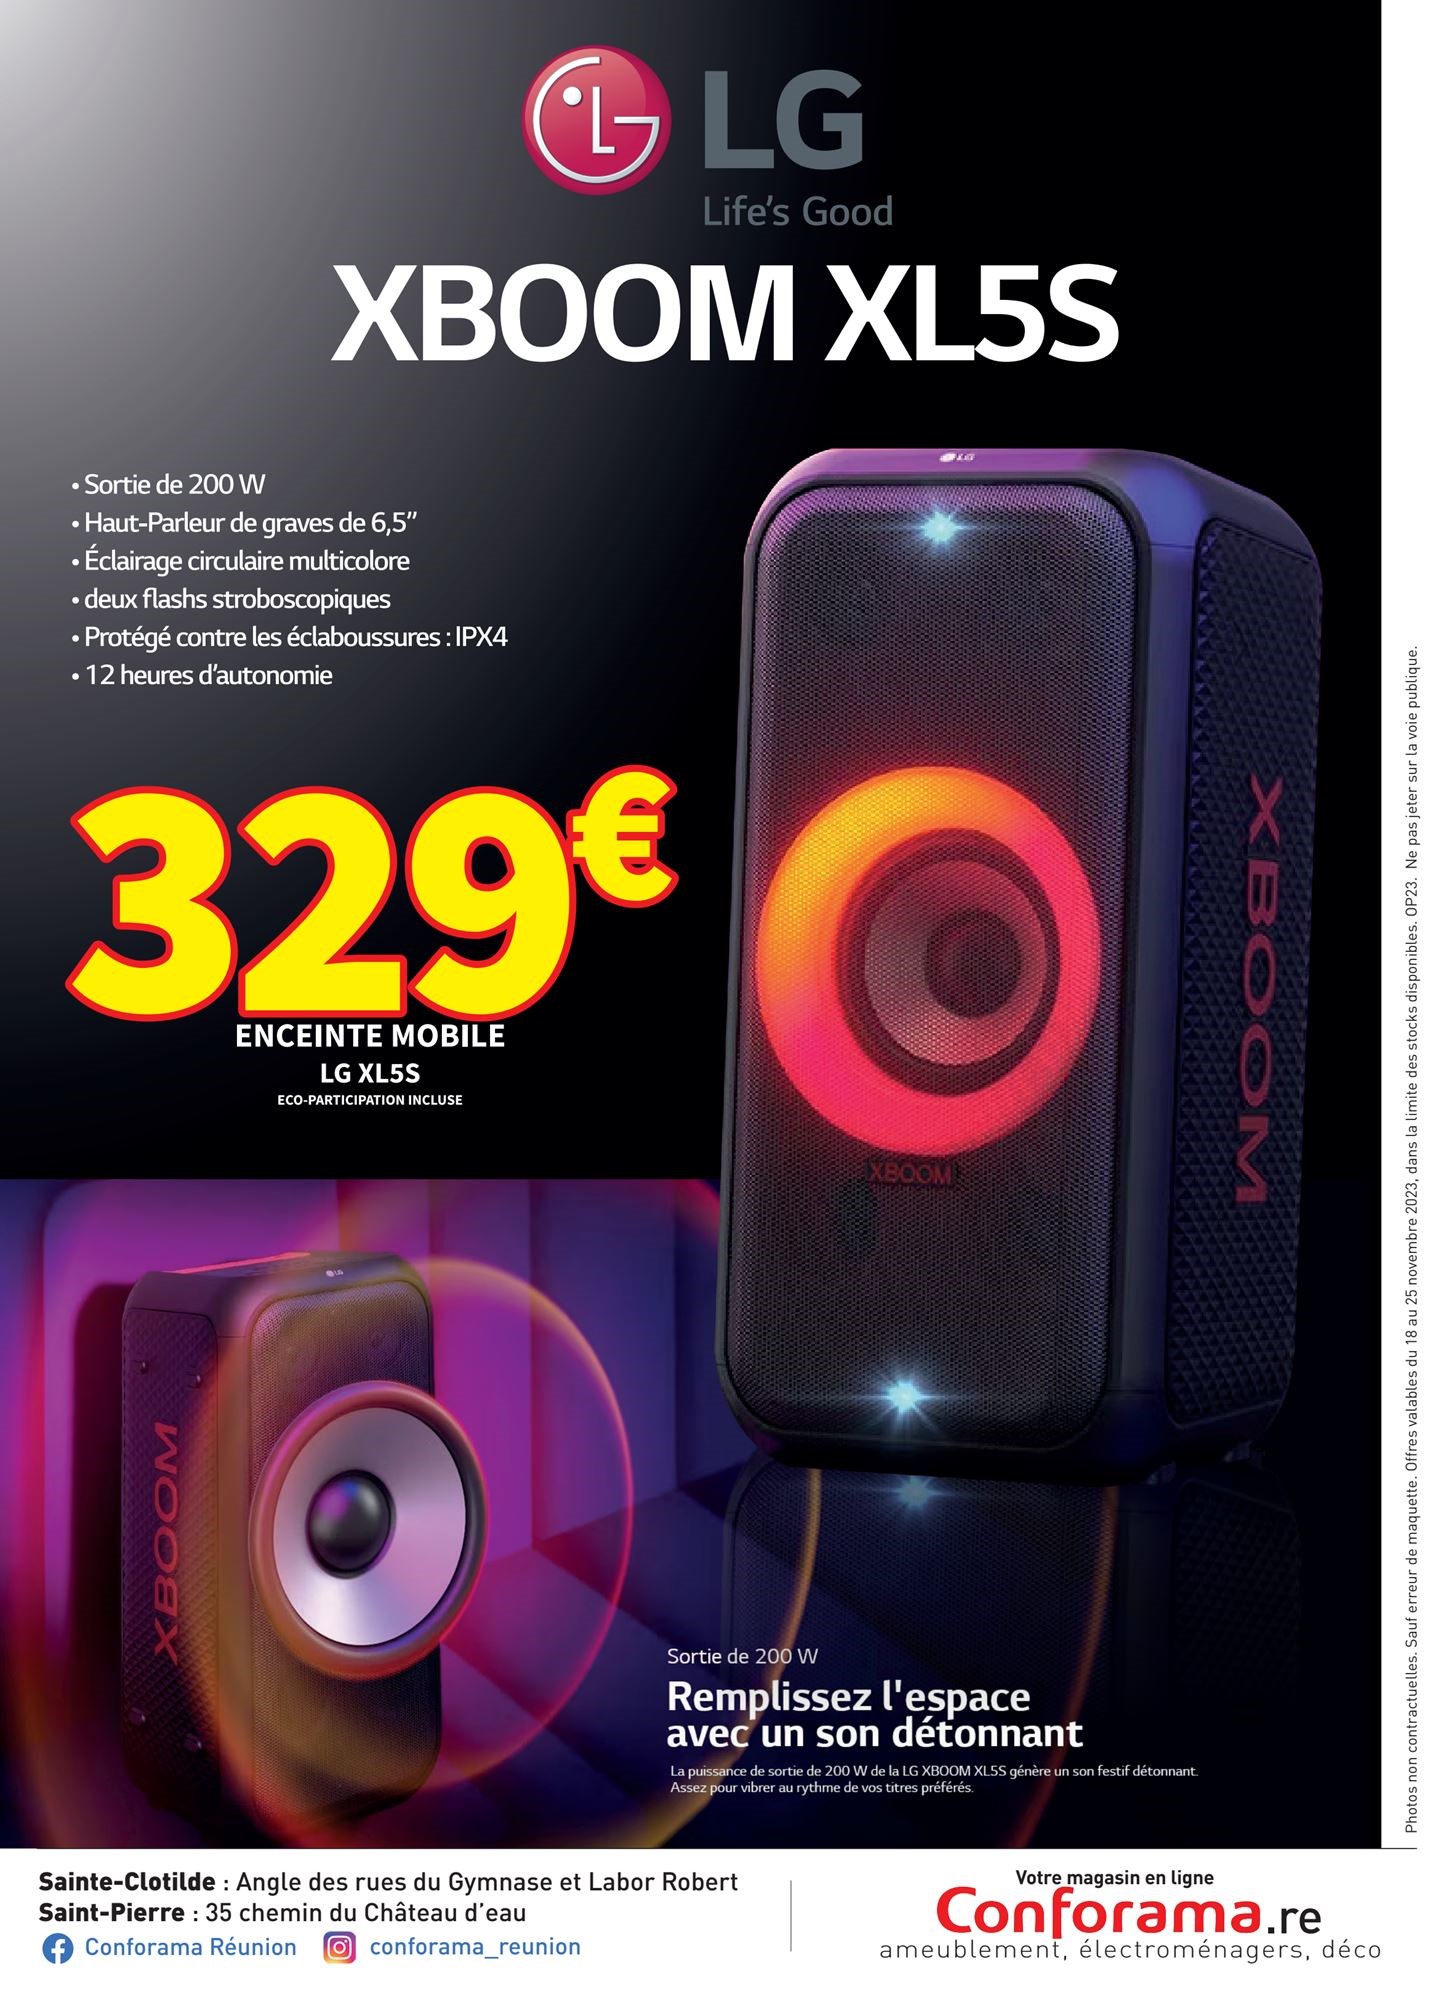 LG
Life's Good
XBOOM XL5S
• Sortie de 200 W
• Haut-Parleur de graves de 6,5’’
• Éclairage circulaire multicolore
• deux flashs stroboscopiques
• Protégé contre les éclaboussures : IPX4
• 12 heures d’autonomie
329€
ENCEINTE MOBILE
LG XL5S
ECO-PARTICIPATION INCLUSE
LG
XBOOM
XBOOM
LG
XBOOM
Sortie de 200 W
Remplissez l'espace
avec un son détonnant
La puissance de sortie de 200 W de la LG XBOOM XL5S génère un son festif détonnant.
Assez pour vibrer au rythme de vos titres préférés.
Photos non contractuelles. Sauf erreur de maquette. Offres valables du 18 au 25 novembre 2023, dans la limite des stocks disponibles. OP23. Ne pas jeter sur la voie publique.
Sainte-Clotilde : Angle des rues du Gymnase et Labor Robert
Saint-Pierre : 35 chemin du Château d’eau
Conforama Réunion conforama_reunion
Votre magasin en ligne
Conforama.re
ameublement, électroménagers, déco